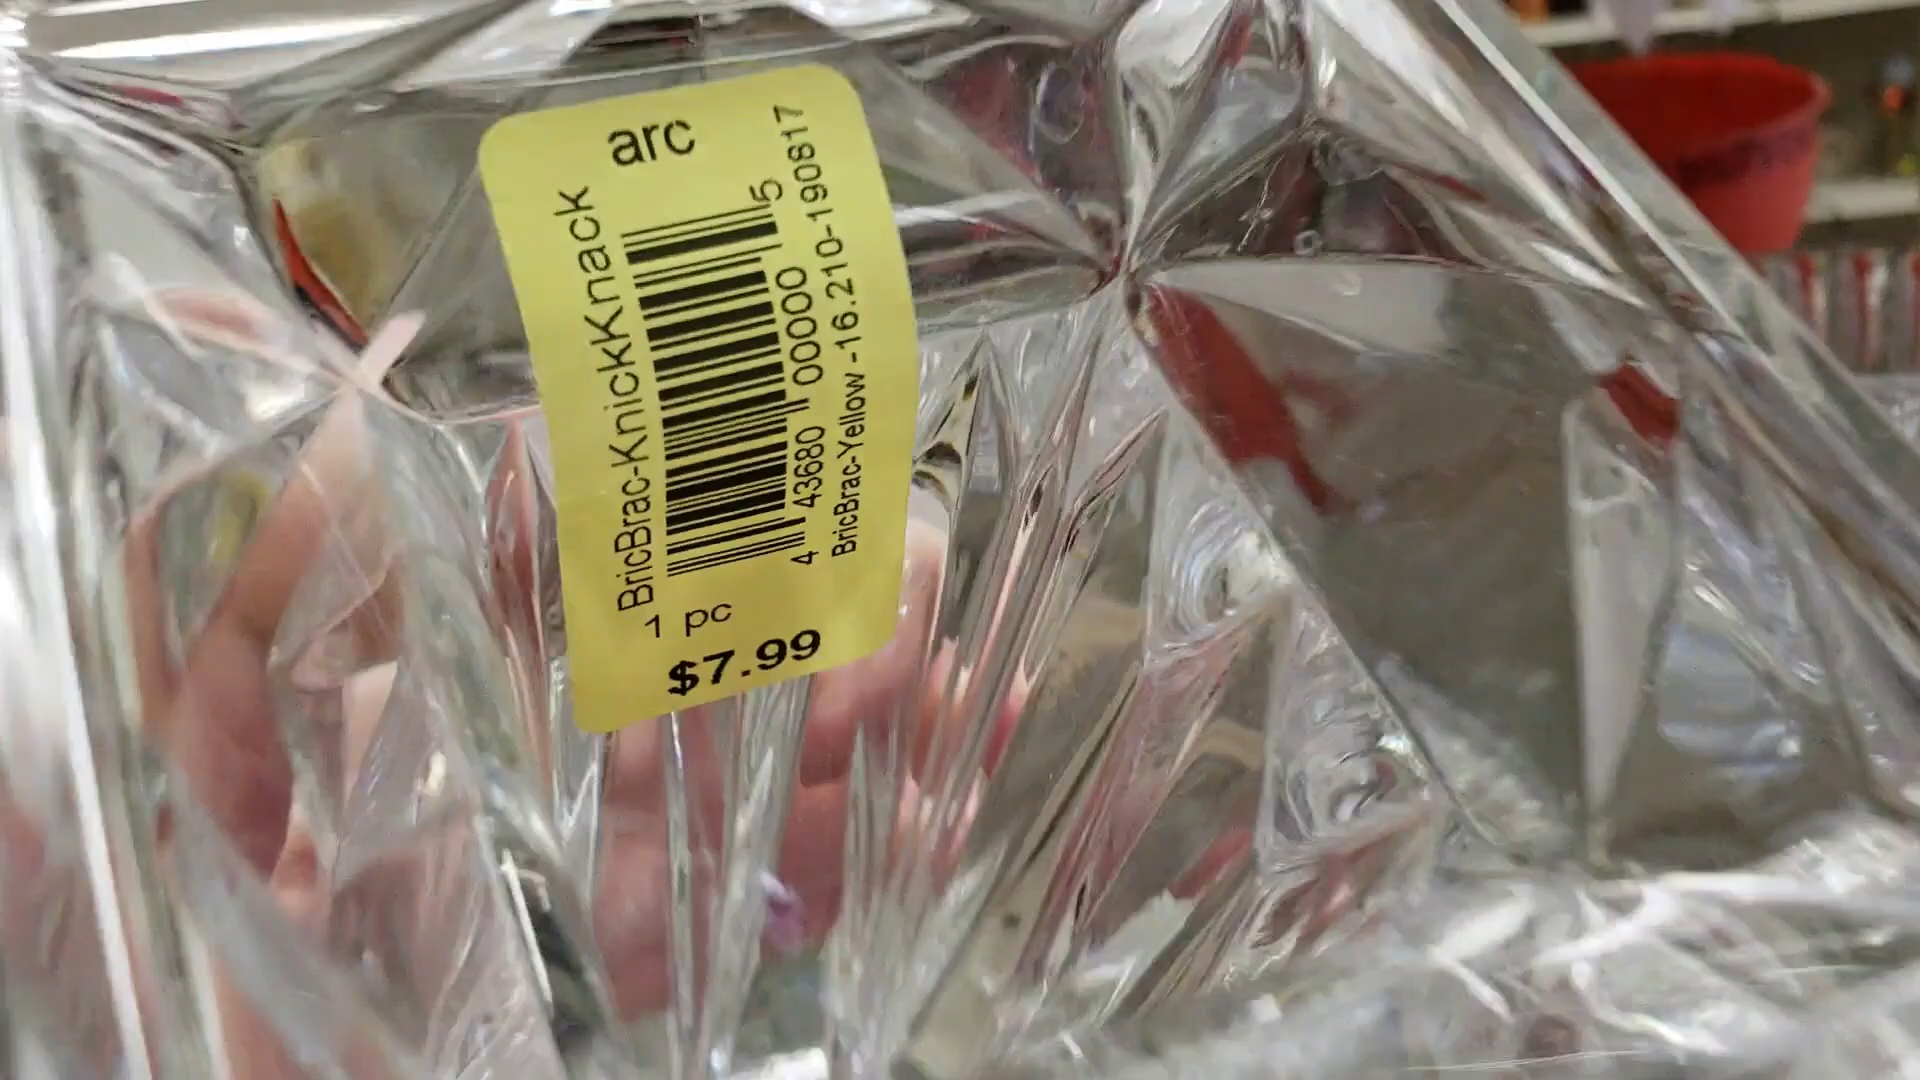 arc
BricBrac-KnickKnack
5
4 43680 00000
BricBrac-Yellow-16.210-190817
1 pc
$7.99